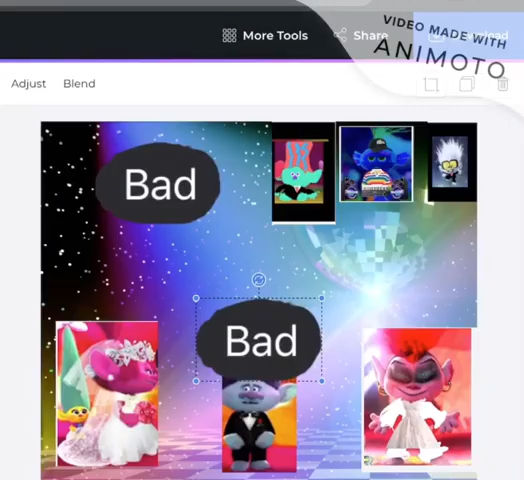 VIDEO MADE WITH
ANIMOTO
More Tools
Share
Adjust
Blend
Bad
Bad